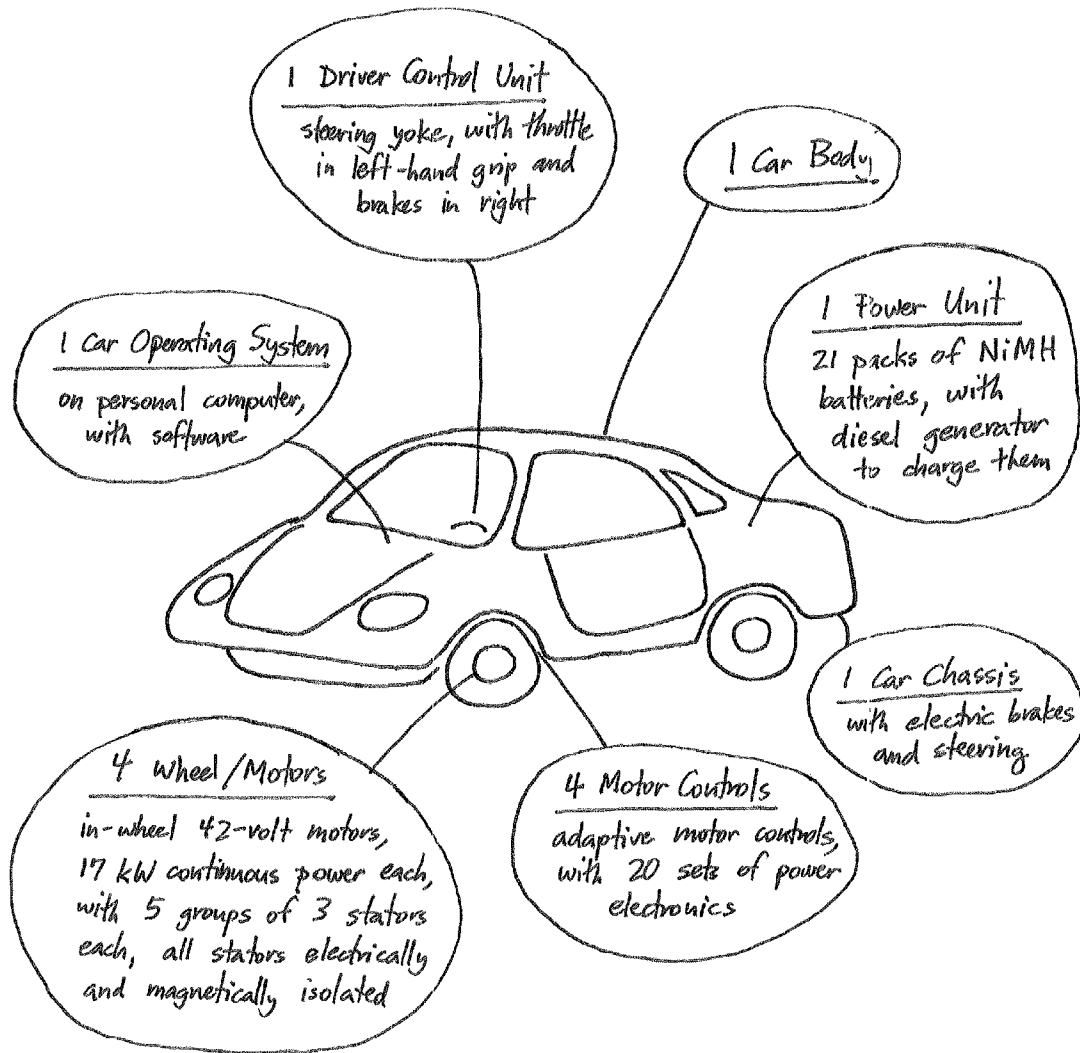 1 Driver Control Unit
steering yoke, with throttle
in left-hand grip and
brakes in right
1 Car Body
1 Power Unit
21 packs of NiMH
batteries, with
diesel generator
to charge them
1 Car Operating System
on personal computer,
with software
1 Car Chassis
with electric brakes
and steering
4 Wheel/Motors
in-wheel 42-volt motors,
17 kW continuous power each,
with 5 groups of 3 stators
each, all stators electrically
and magnetically isolated
4 Motor Controls
adaptive motor controls,
with 20 sets of power
electronics